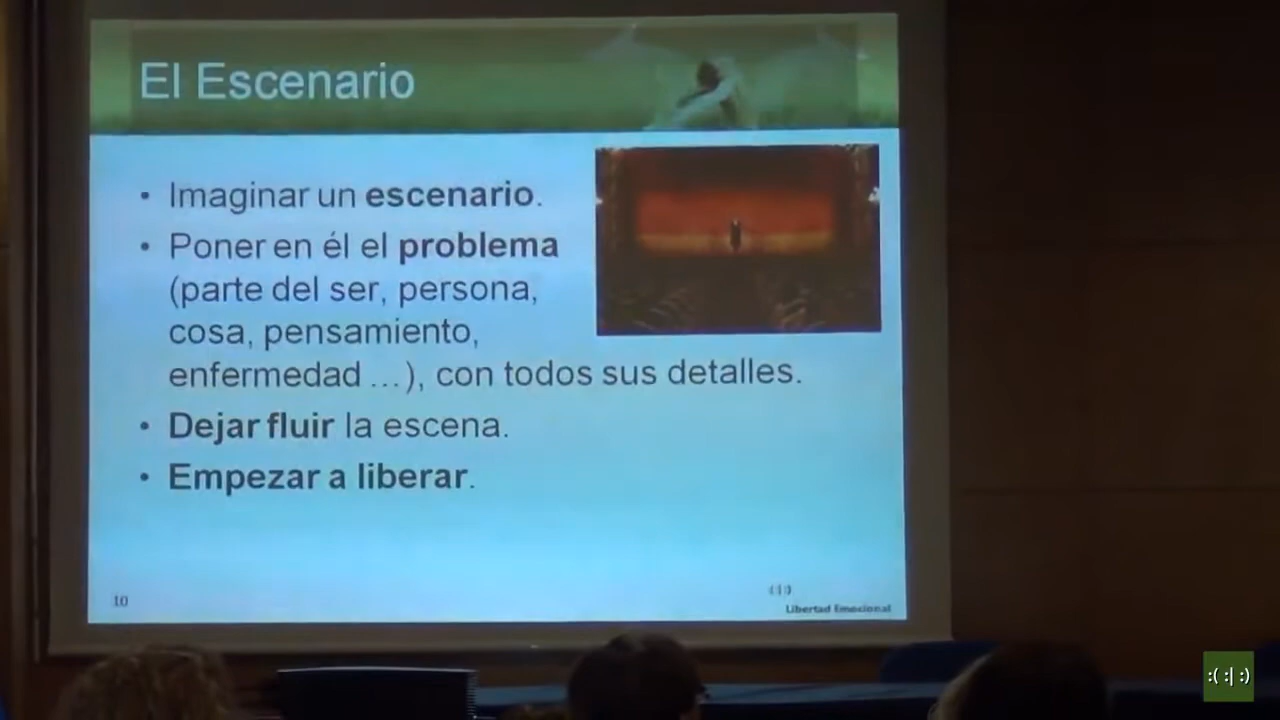 El Escenario
• Imaginar un escenario.
• Poner en él el problema
(parte del ser, persona,
cosa, pensamiento,
enfermedad ...), con todos sus detalles.
• Dejar fluir la escena.
• Empezar a liberar.
10
Libertad Emocional
:( :| :)